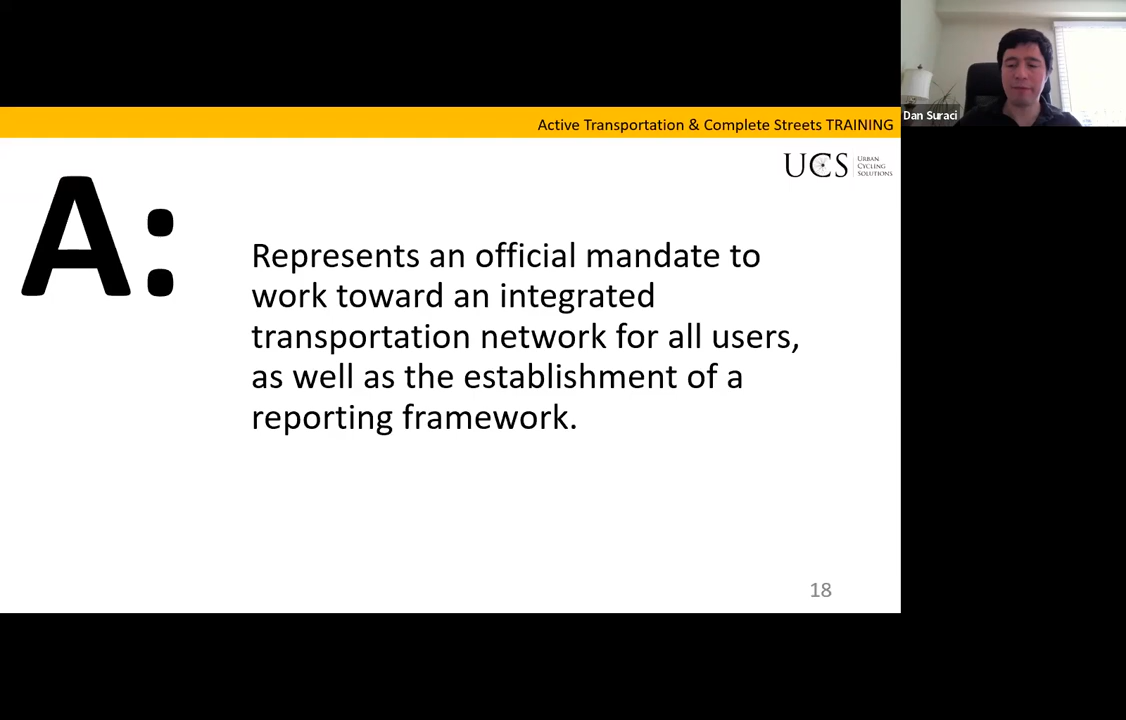 Active Transportation & Complete Streets TRAINING
UCS
URBAN
CYCLING
SOLUTIONS
A:
Represents an official mandate to
work toward an integrated
transportation network for all users,
as well as the establishment of a
reporting framework.
18
Dan Suraci